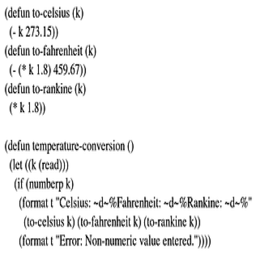 (defun to-celsius (k)
(- k 273.15))
(defun to-fahrenheit (k)
(- (* k 1.8) 459.67))
(defun to-rankine (k)
(* k 1.8))

(defun temperature-conversion ()
(let ((k (read)))
(if (numberp k)
(format t "Celsius: ~d~%Fahrenheit: ~d~%Rankine: ~d~%"
(to-celsius k) (to-fahrenheit k) (to-rankine k))
(format t "Error: Non-numeric value entered."))))